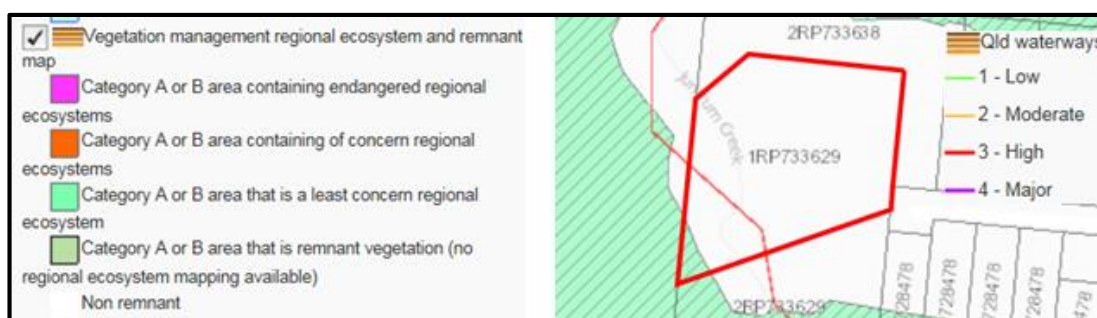 Vegetation management regional ecosystem and remnant
map
Category A or B area containing endangered regional
ecosystems
Category A or B area containing of concern regional
ecosystems
Category A or B area that is a least concern regional
ecosystem
Category A or B area that is remnant vegetation (no
regional ecosystem mapping available)
Non remnant
2RP733638
Creek
1RP733629
2RP733629
728478
728478
728478
728478
Qld waterways
1 - Low
2 - Moderate
3 - High
4 - Major